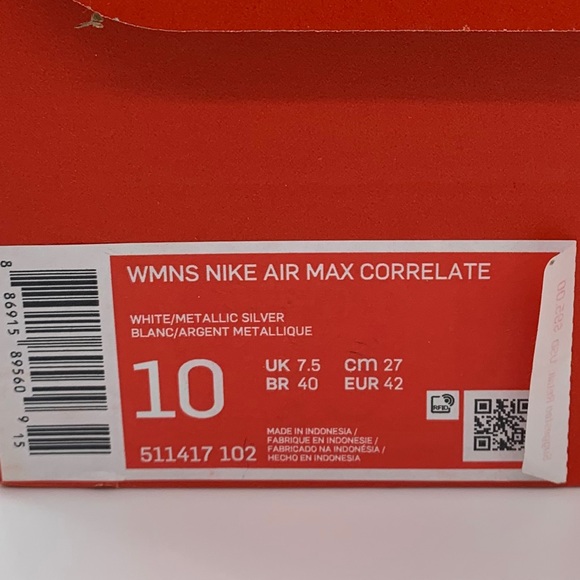 WMNS NIKE AIR MAX CORRELATE
WHITE/METALLIC SILVER
BLANC/ARGENT METALLIQUE
10
UK 7.5 cm 27
BR 40 EUR 42
511417 102
MADE IN INDONESIA /
FABRIQUE EN INDONESIE /
FABRICADO NA INDONÉSIA /
HECHO EN INDONESIA
RFID
8 86915 89560 9 15